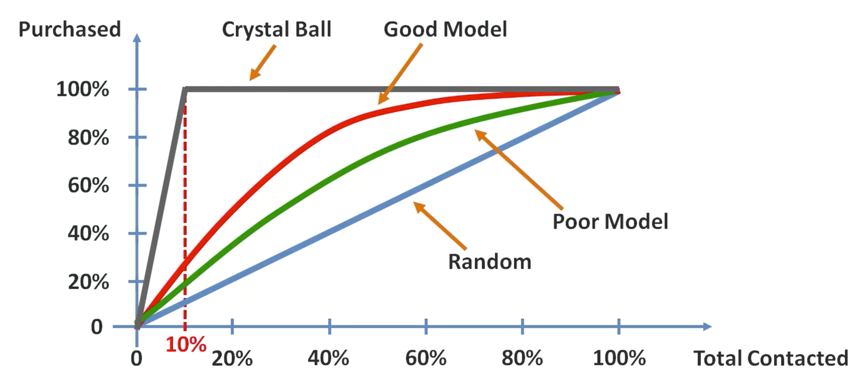 Purchased
Crystal Ball
Good Model
100%
80%
60%
40%
20%
0
Poor Model
Random
0
10%
20%
40%
60%
80%
100%
Total Contacted